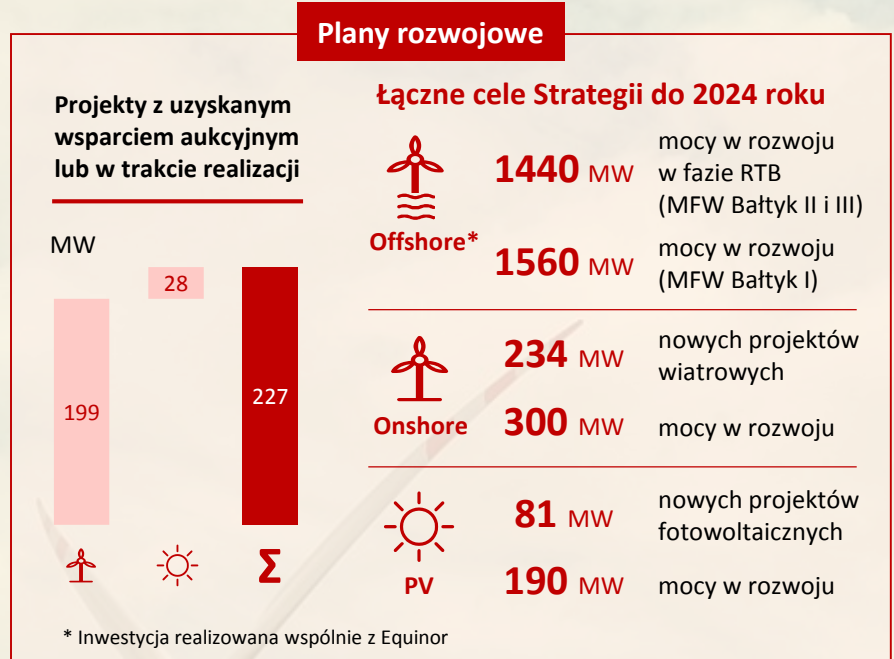 Plany rozwojowe
Projekty z uzyskanym
wsparciem aukcyjnym
lub w trakcie realizacji
MW
28
199
227
Σ
Łączne cele Strategii do 2024 roku
Offshore*
1440 MW
mocy w rozwoju
w fazie RTB
(MFW Bałtyk II i III)
1560 MW
mocy w rozwoju
(MFW Bałtyk I)
Onshore
234 MW
nowych projektów
wiatrowych
300 MW
mocy w rozwoju
PV
81 MW
nowych projektów
fotowoltaicznych
190 MW
mocy w rozwoju
* Inwestycja realizowana wspólnie z Equinor